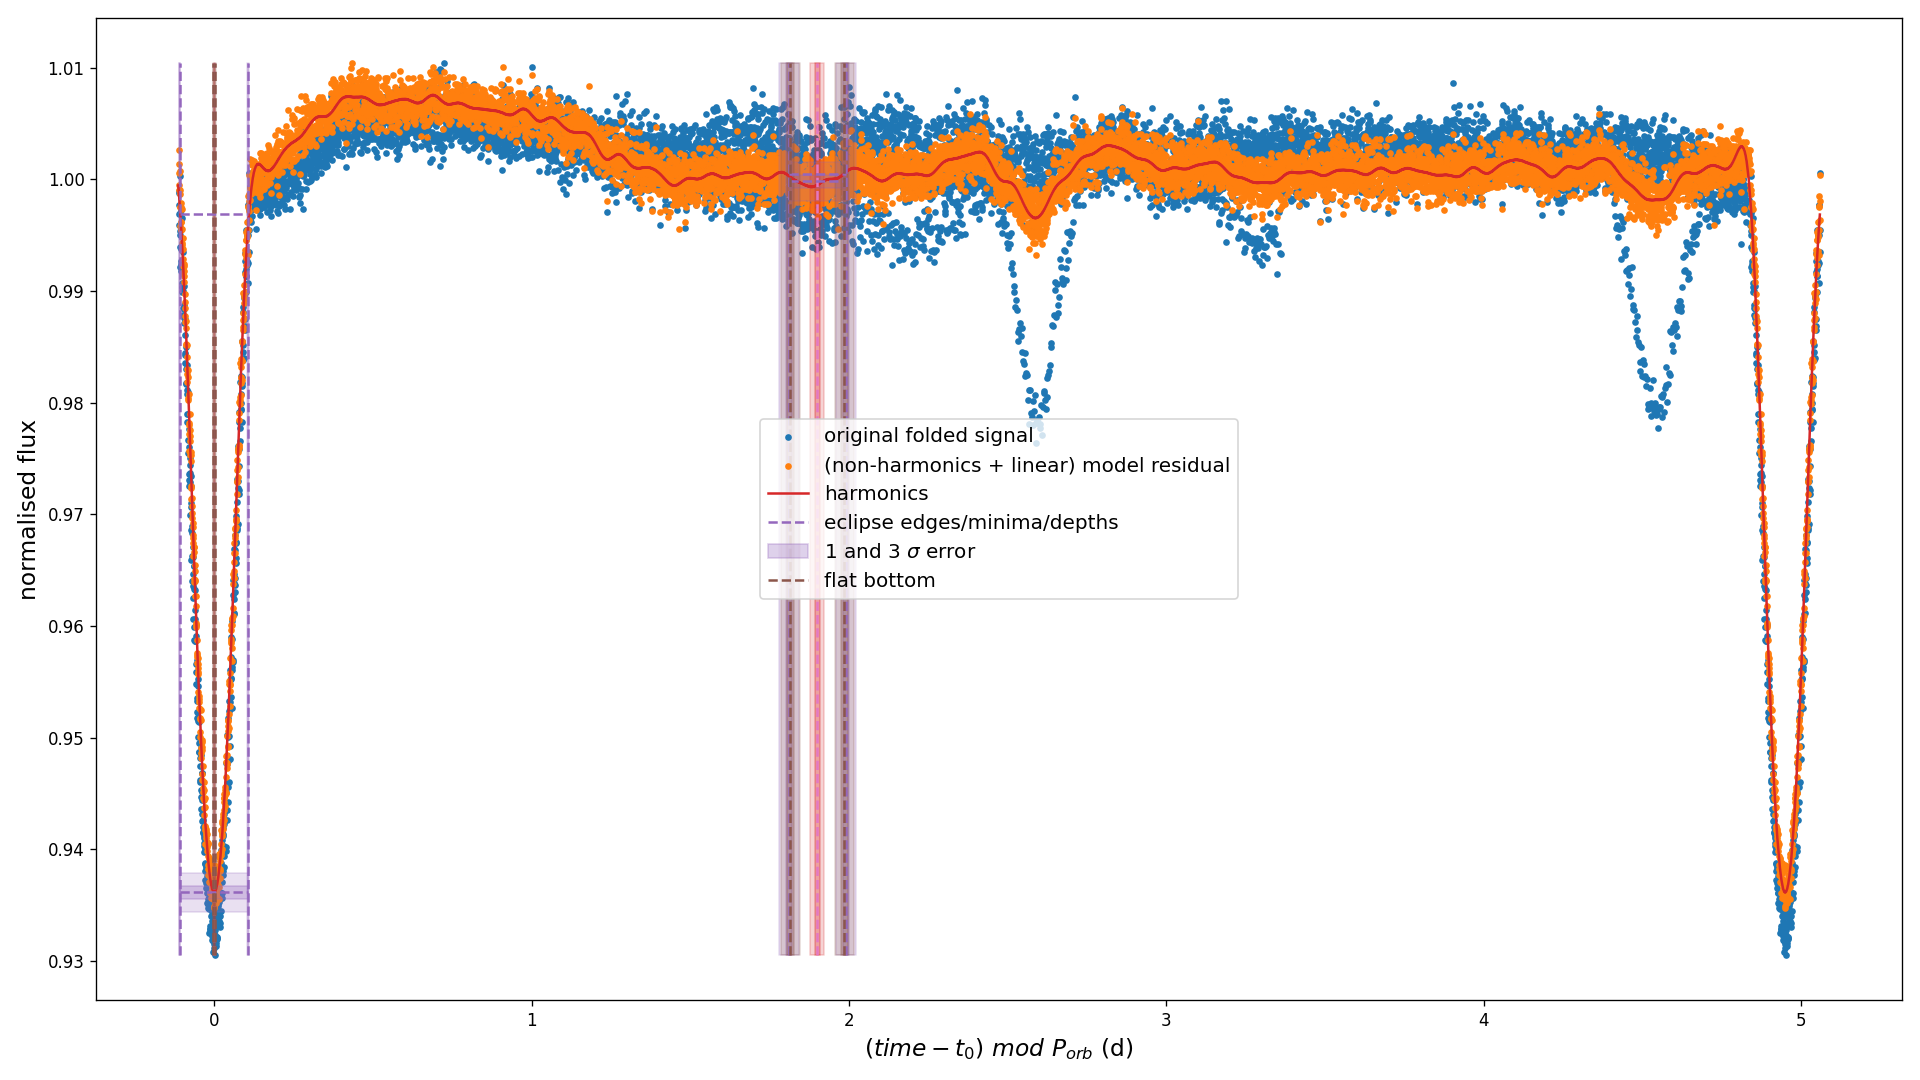 1.01
1.00
0.99
0.98
0.97
0.96
0.95
0.94
0.93
normalised flux
original folded signal
(non-harmonics + linear) model residual
harmonics
eclipse edges/minima/depths
1 and 3 σ error
flat bottom
0 1 2 3 4 5
(time − t₀) mod P_orb (d)